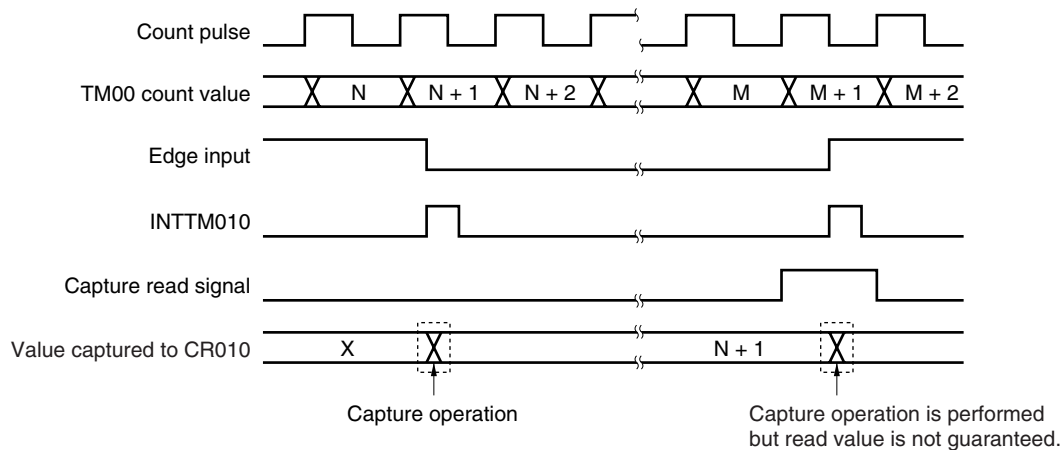 Count pulse
TM00 count value N N + 1 N + 2 M M + 1 M + 2
Edge input
INTTM010
Capture read signal
Value captured to CR010 X N + 1
Capture operation
Capture operation is performed
but read value is not guaranteed.